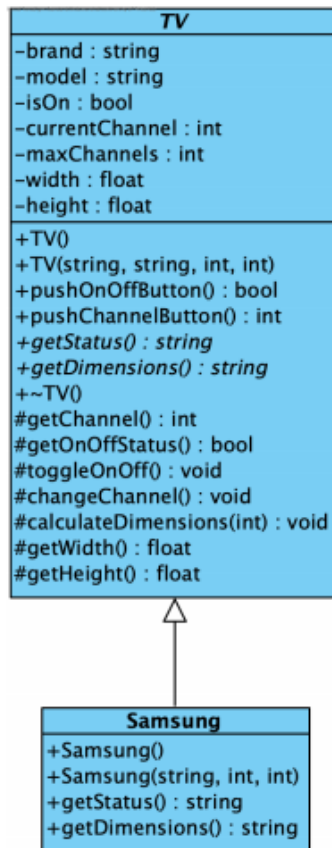 TV
-brand : string
-model : string
-isOn : bool
-currentChannel : int
-maxChannels : int
-width : float
-height : float
+TV()
+TV(string, string, int, int)
+pushOnOffButton() : bool
+pushChannelButton() : int
+getStatus() : string
+getDimensions() : string
+~TV()
#getChannel() : int
#getOnOffStatus() : bool
#toggleOnOff() : void
#changeChannel() : void
#calculateDimensions(int) : void
#getWidth() : float
#getHeight() : float
Samsung
+Samsung()
+Samsung(string, int, int)
+getStatus() : string
+getDimensions() : string